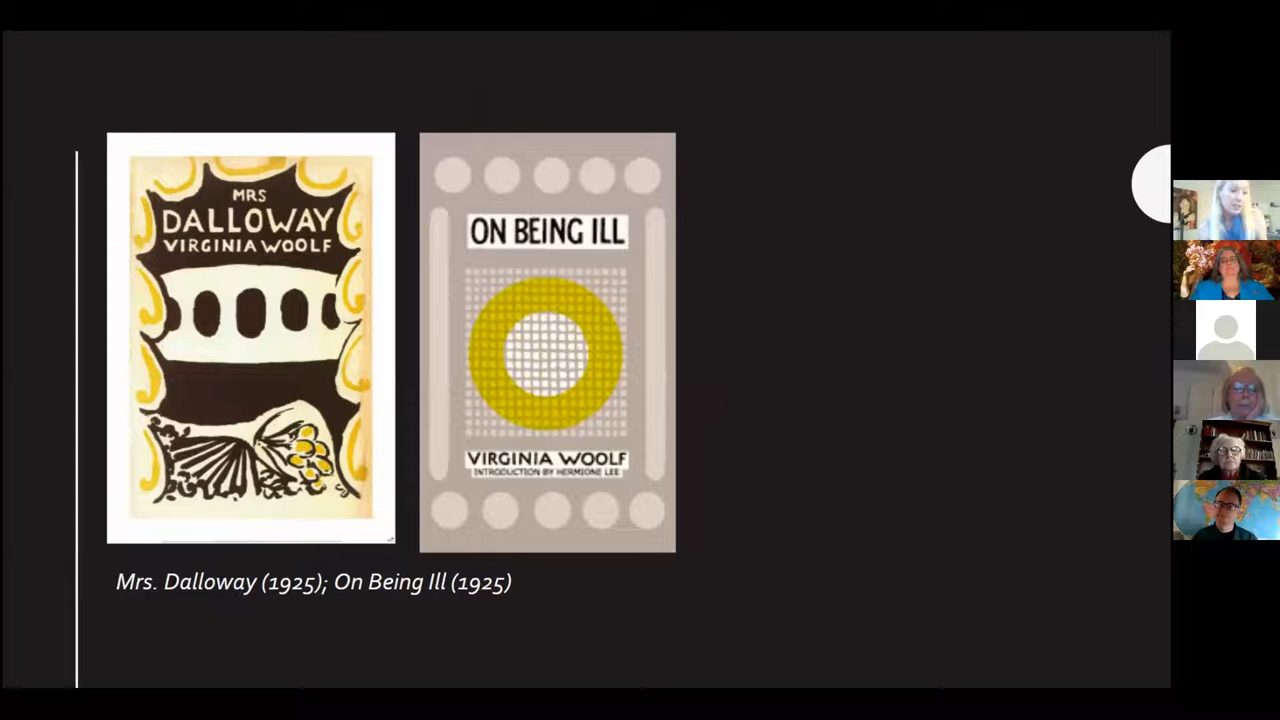 MRS
DALLOWAY
VIRGINIA WOOLF
ON BEING ILL
VIRGINIA WOOLF
INTRODUCTION BY HERMIONE LEE
Mrs. Dalloway (1925); On Being Ill (1925)